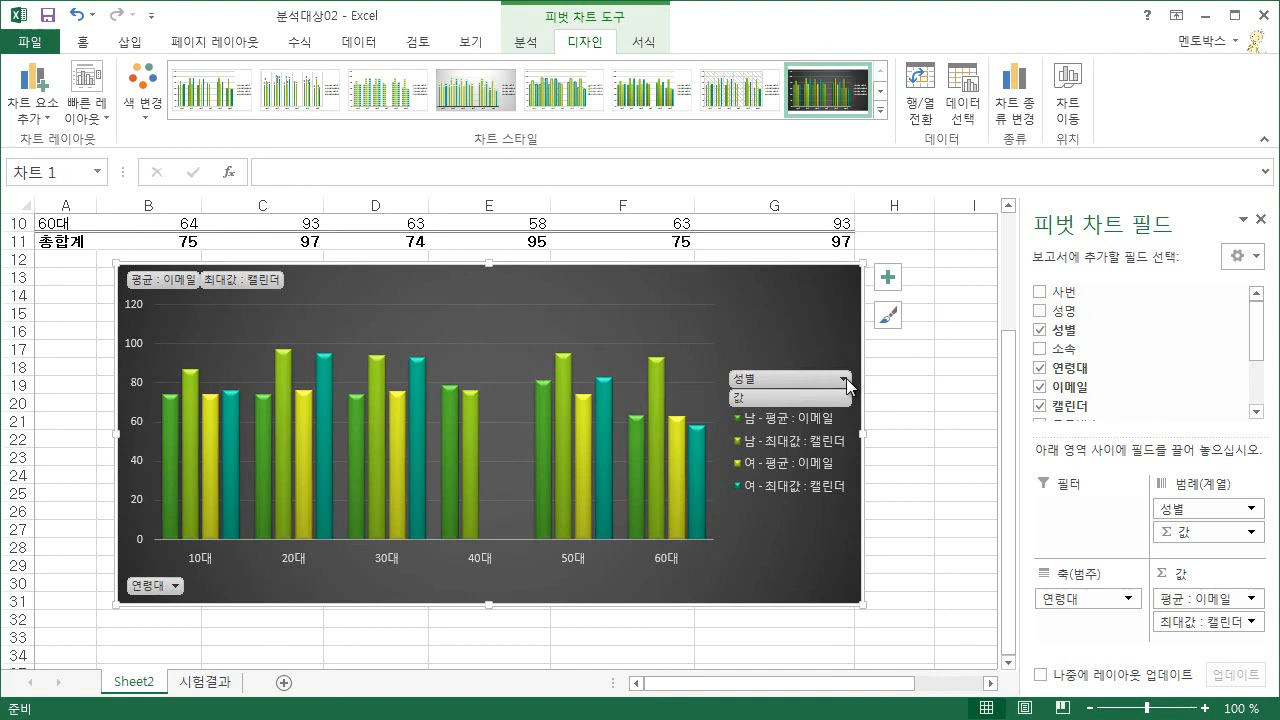 분석대상02 - Excel
피벗 차트 도구
?
파일
홈
삽입
페이지 레이아웃
수식
데이터
검토
보기
분석
디자인
서식
멘토박스
차트 요소
추가
빠른 레
이아웃
색 변경
행/열
전환
데이터
선택
차트 종
류 변경
차트
이동
차트 레이아웃
차트 스타일
데이터
종류
위치
차트 1
fx
A B C D E F G H I
10 60대 64 93 63 58 63 93
11 총합계 75 97 74 95 75 97
12
13
14
15
16
17
18
19
20
21
22
23
24
25
26
27
28
29
30
31
32
33
34
평균 : 이메일
최대값 : 캘린더
120
100
80
60
40
20
0
10대 20대 30대 40대 50대 60대
연령대
성별
값
남 - 평균 : 이메일
남 - 최대값 : 캘린더
여 - 평균 : 이메일
여 - 최대값 : 캘린더
피벗 차트 필드
보고서에 추가할 필드 선택:
사번
성명
성별
소속
연령대
이메일
캘린더
아래 영역 사이에 필드를 끌어 놓으십시오.
필터
범례(계열)
성별
Σ 값
축(범주)
Σ 값
연령대
평균 : 이메일
최대값 : 캘린더
나중에 레이아웃 업데이트
업데이트
Sheet2
시험결과
준비
100 %